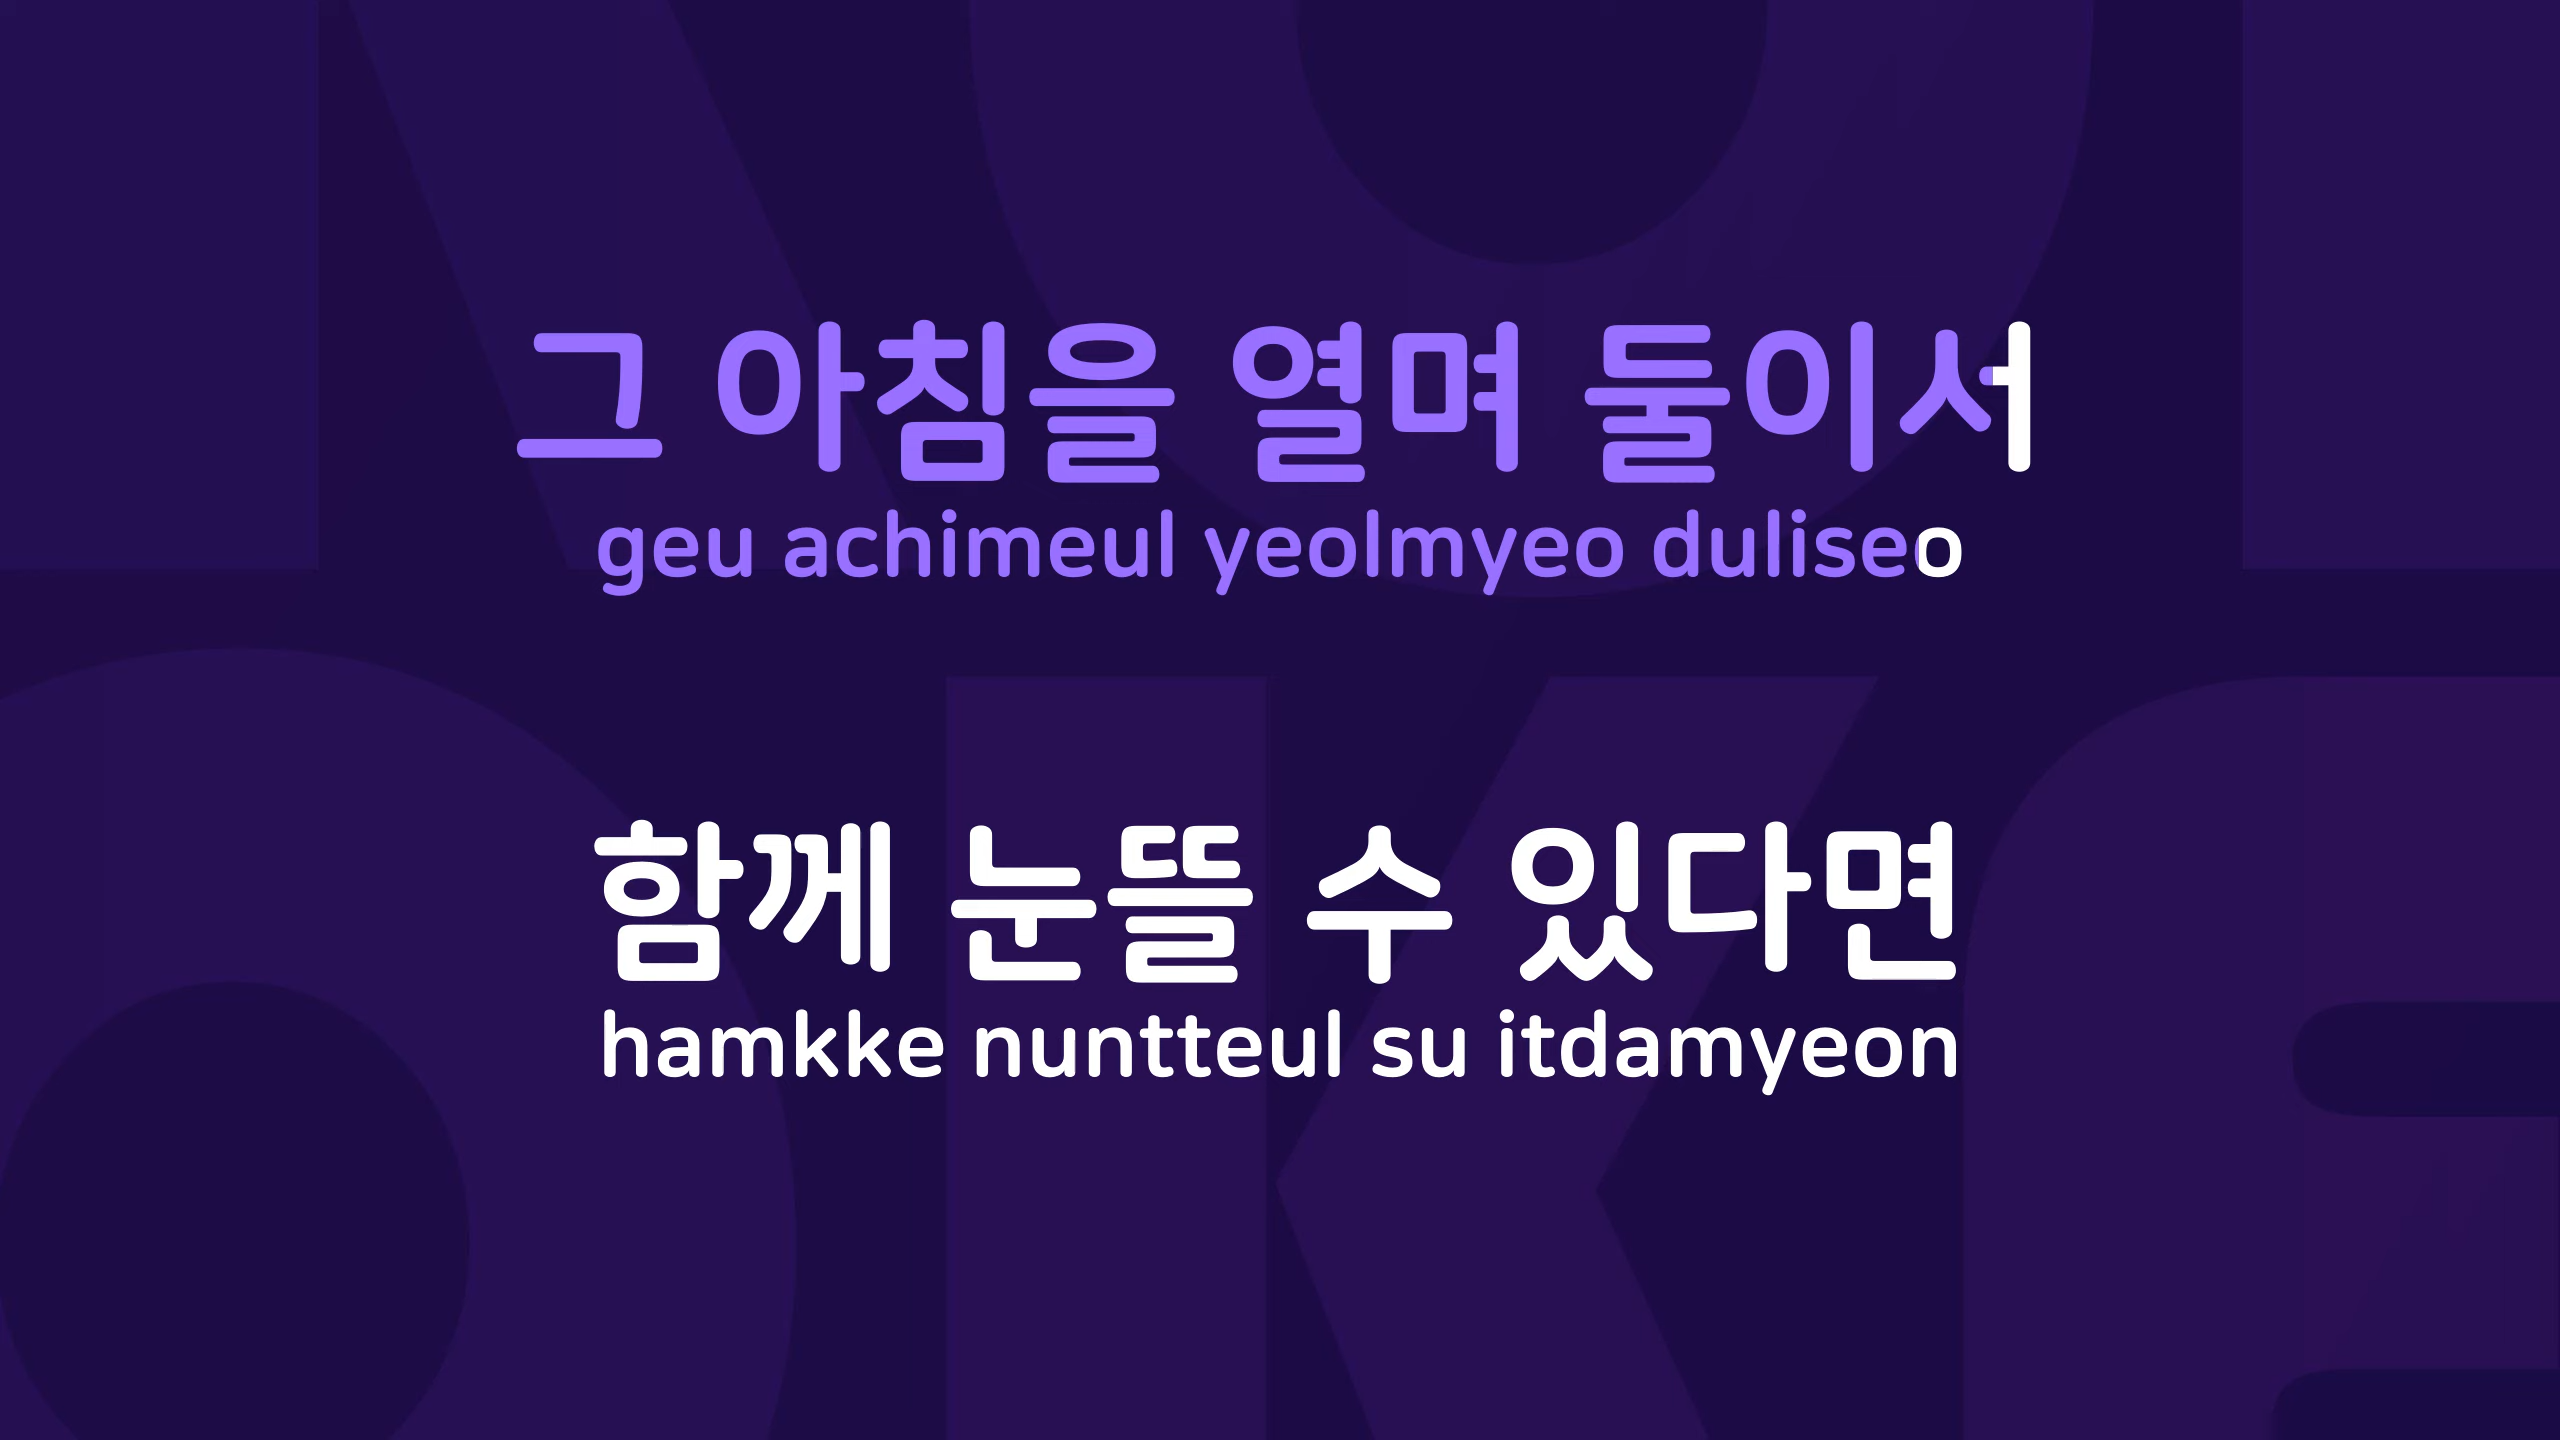 그 아침을 열며 둘이서
geu achimeul yeolmyeo duliseo
함께 눈뜰 수 있다면
hamkke nuntteul su itdamyeon